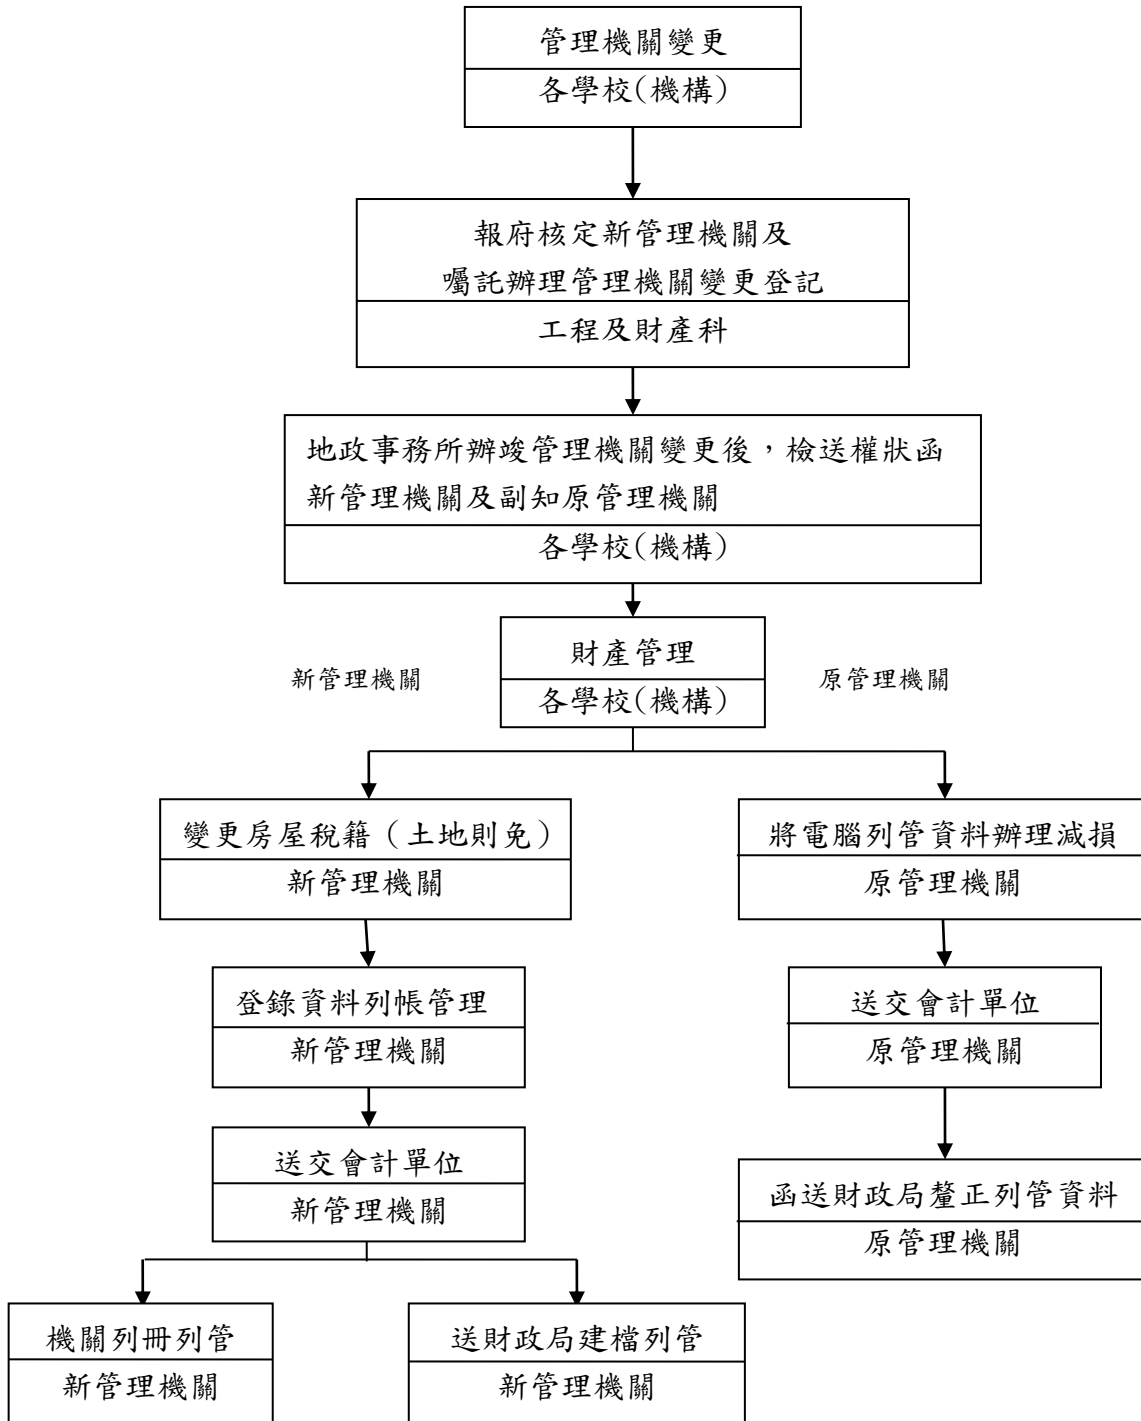 管理機關變更
各學校(機構)
報府核定新管理機關及
囑託辦理管理機關變更登記
工程及財產科
地政事務所辦竣管理機關變更後，檢送權狀函
新管理機關及副知原管理機關
各學校(機構)
財產管理
各學校(機構)
新管理機關
原管理機關
變更房屋稅籍（土地則免）
新管理機關
將電腦列管資料辦理減損
原管理機關
登錄資料列帳管理
新管理機關
送交會計單位
原管理機關
送交會計單位
新管理機關
函送財政局釐正列管資料
原管理機關
機關列冊列管
新管理機關
送財政局建檔列管
新管理機關